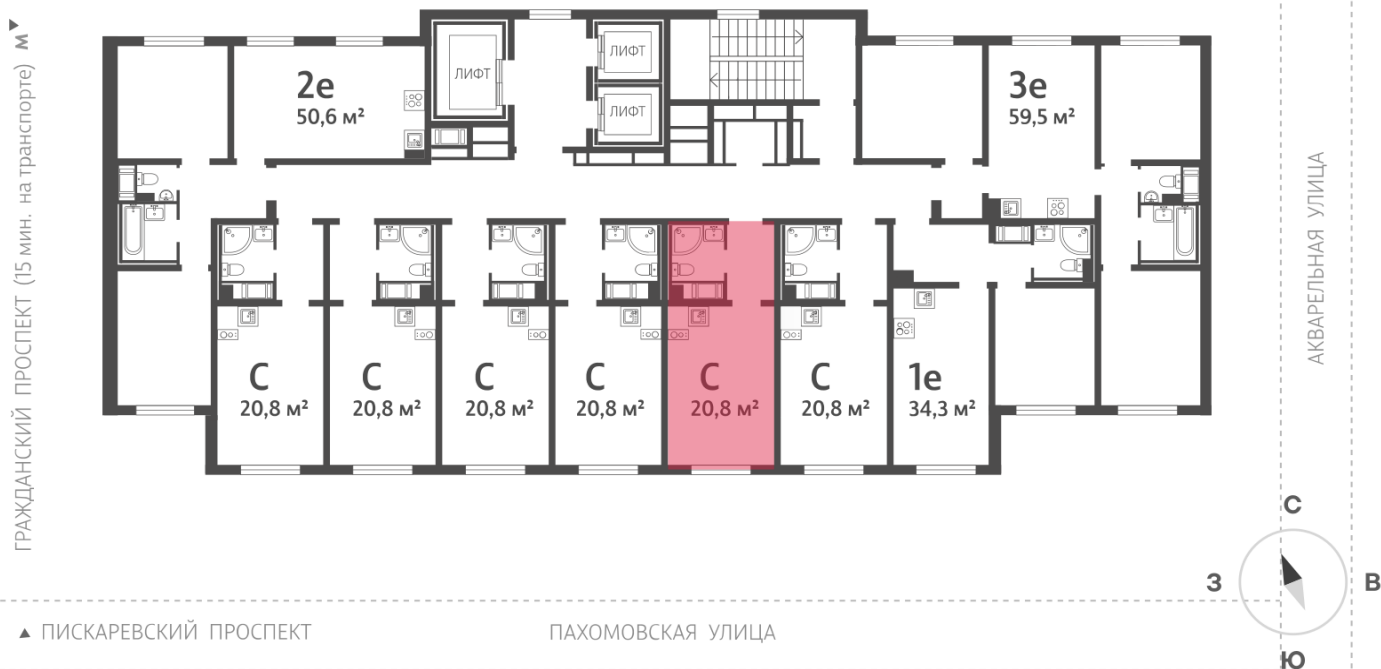 ГРАЖДАНСКИЙ ПРОСПЕКТ (15 мин. на транспорте) м
ЛИФТ
ЛИФТ
ЛИФТ
2е
50,6 м²
3е
59,5 м²
С
20,8 м²
С
20,8 м²
С
20,8 м²
С
20,8 м²
С
20,8 м²
С
20,8 м²
1е
34,3 м²
АКВАРЕЛЬНАЯ УЛИЦА
С
З
В
Ю
ПИСКАРЕВСКИЙ ПРОСПЕКТ
ПАХОМОВСКАЯ УЛИЦА